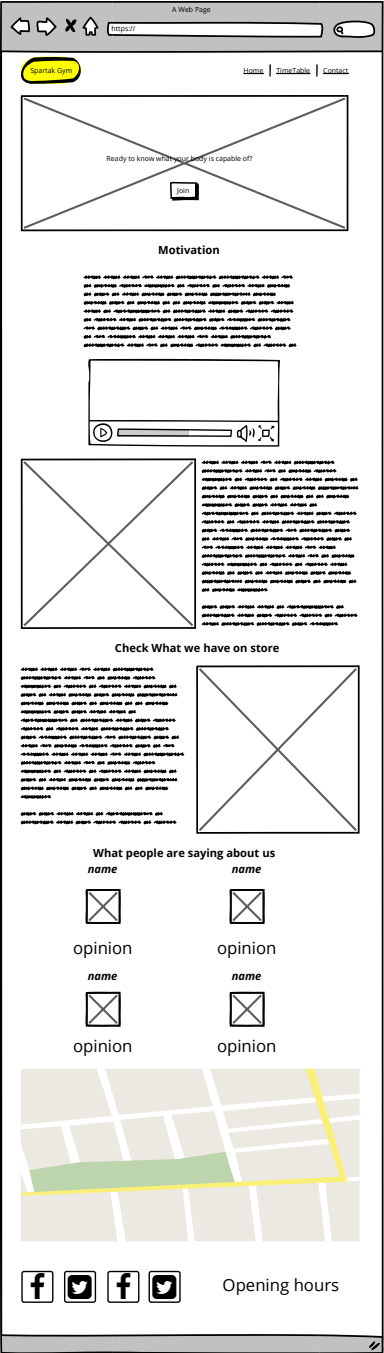 A Web Page
https://
Spartak Gym
Home | TimeTable | Contact
Ready to know what your body is capable of?
Join
Motivation
Check What we have on store
What people are saying about us
name name
opinion opinion
name name
opinion opinion
Opening hours